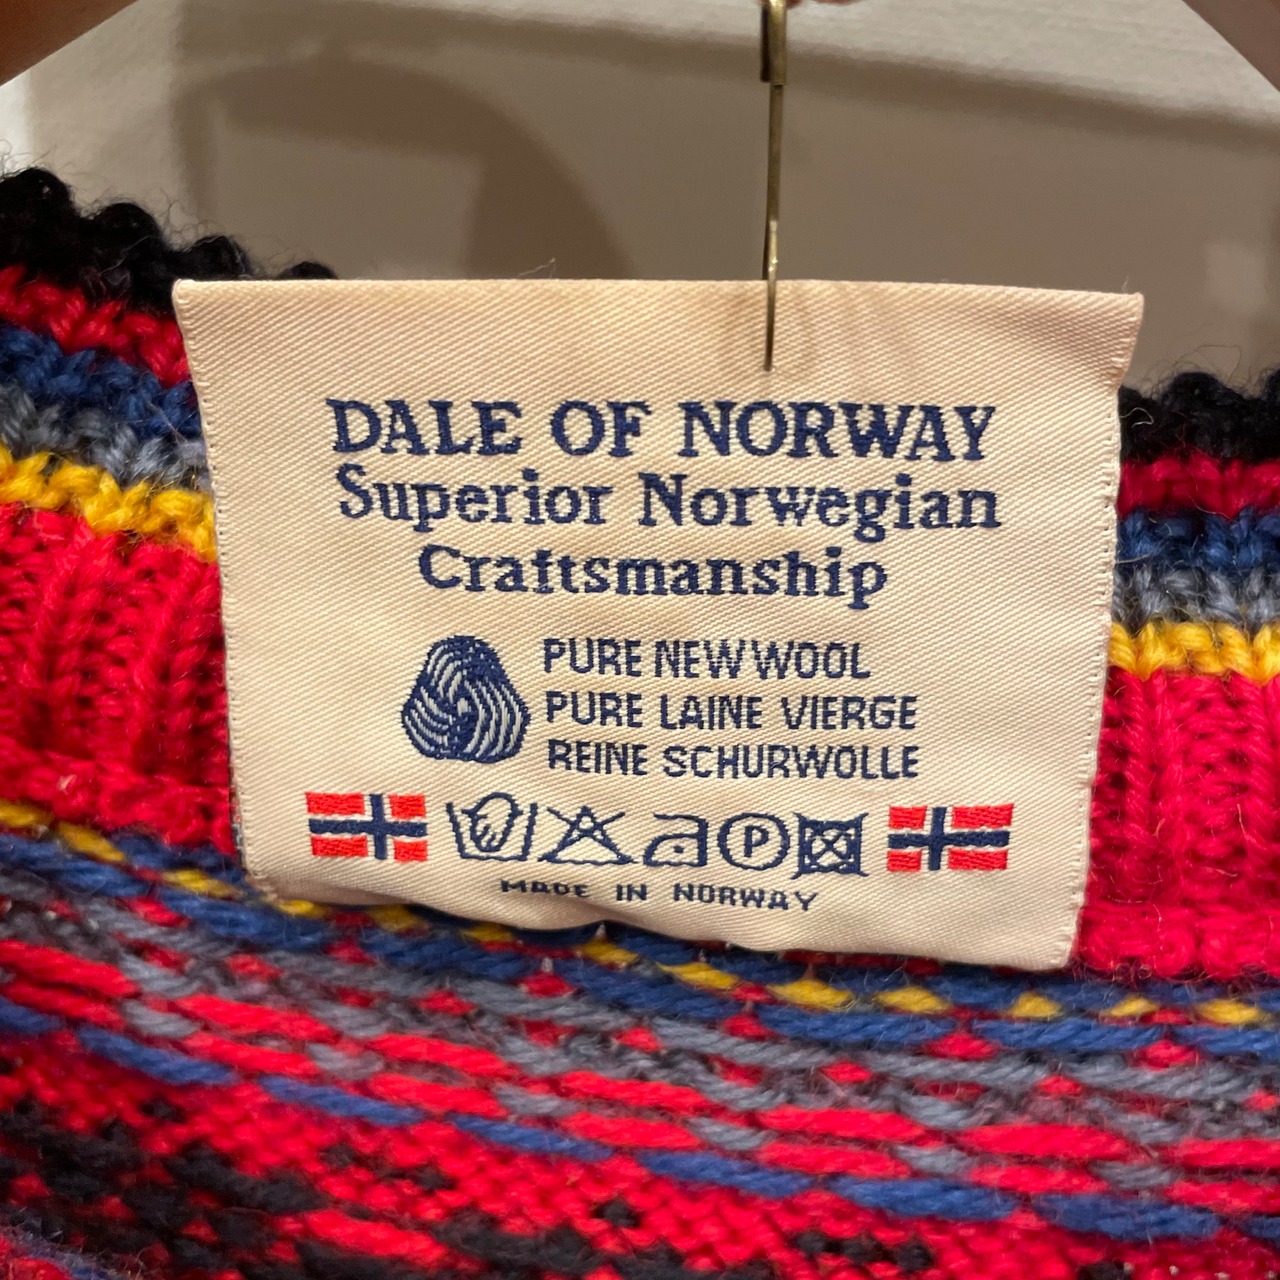 DALE OF NORWAY
Superior Norwegian
Craftsmanship
PURE NEW WOOL
PURE LAINE VIERGE
REINE SCHURWOLLE
P
MADE IN NORWAY